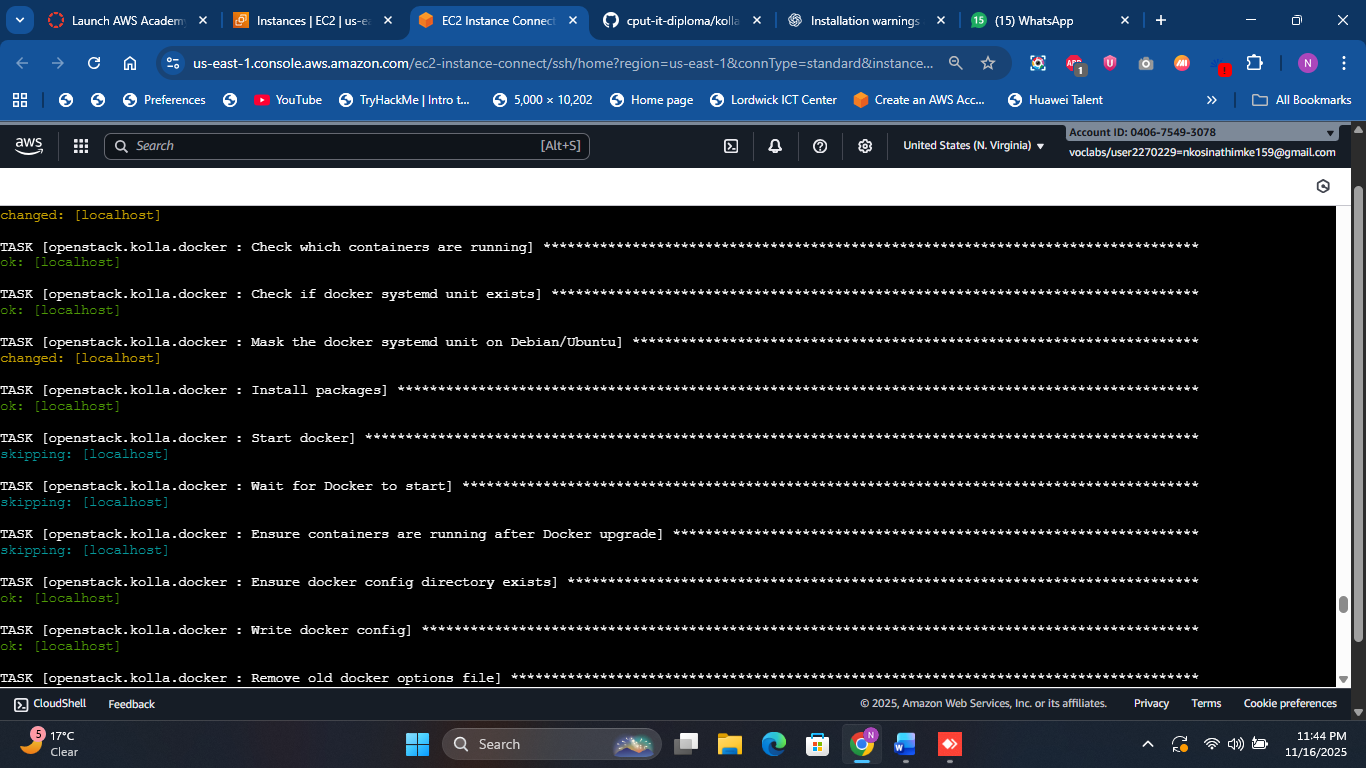 Launch AWS Academy
Instances | EC2 | us-ea
EC2 Instance Connect
cput-it-diploma/kolla
Installation warnings
15
(15) WhatsApp
us-east-1.console.aws.amazon.com/ec2-instance-connect/ssh/home?region=us-east-1&connType=standard&instance...
1
N
Preferences
YouTube
TryHackMe | Intro t...
5,000 × 10,202
Home page
Lordwick ICT Center
Create an AWS Acc...
Huawei Talent
»
All Bookmarks
aws
Search
[Alt+S]
United States (N. Virginia)
Account ID: 0406-7549-3078
voclabs/user2270229=nkosinathimke159@gmail.com
changed: [localhost]
TASK [openstack.kolla.docker : Check which containers are running] *********************************************************************************
ok: [localhost]
TASK [openstack.kolla.docker : Check if docker systemd unit exists] ********************************************************************************
ok: [localhost]
TASK [openstack.kolla.docker : Mask the docker systemd unit on Debian/Ubuntu] **********************************************************************
changed: [localhost]
TASK [openstack.kolla.docker : Install packages] ***************************************************************************************************
ok: [localhost]
TASK [openstack.kolla.docker : Start docker] *******************************************************************************************************
skipping: [localhost]
TASK [openstack.kolla.docker : Wait for Docker to start] *******************************************************************************************
skipping: [localhost]
TASK [openstack.kolla.docker : Ensure containers are running after Docker upgrade] *****************************************************************
skipping: [localhost]
TASK [openstack.kolla.docker : Ensure docker config directory exists] ******************************************************************************
ok: [localhost]
TASK [openstack.kolla.docker : Write docker config] ************************************************************************************************
ok: [localhost]
TASK [openstack.kolla.docker : Remove old docker options file] *************************************************************************************
CloudShell
Feedback
© 2025, Amazon Web Services, Inc. or its affiliates.
Privacy
Terms
Cookie preferences
5
17°C
Clear
Search
N
11:44 PM
11/16/2025